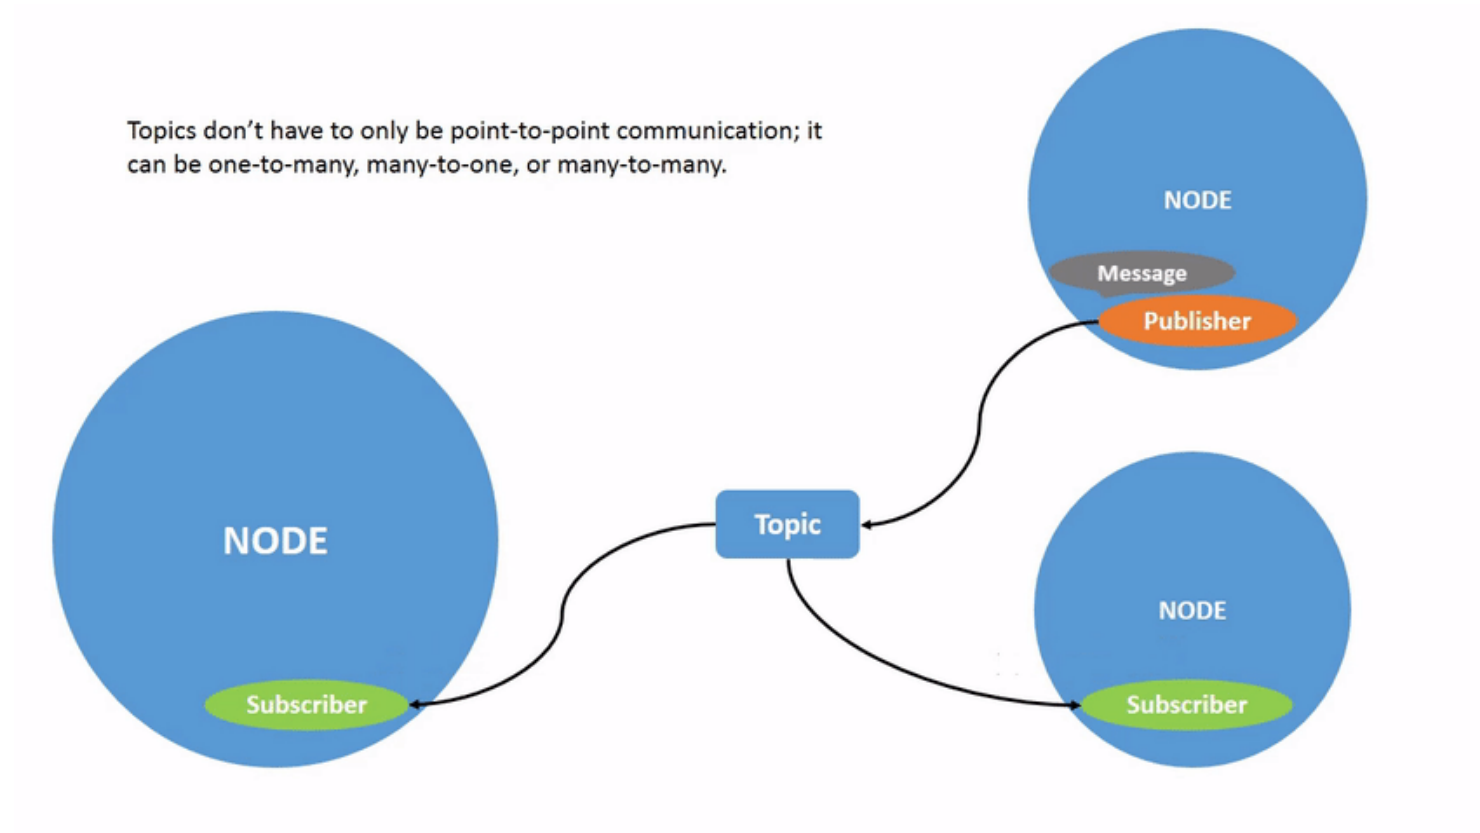 Topics don’t have to only be point-to-point communication; it
can be one-to-many, many-to-one, or many-to-many.
NODE
Message
Publisher
Topic
NODE
Subscriber
NODE
Subscriber